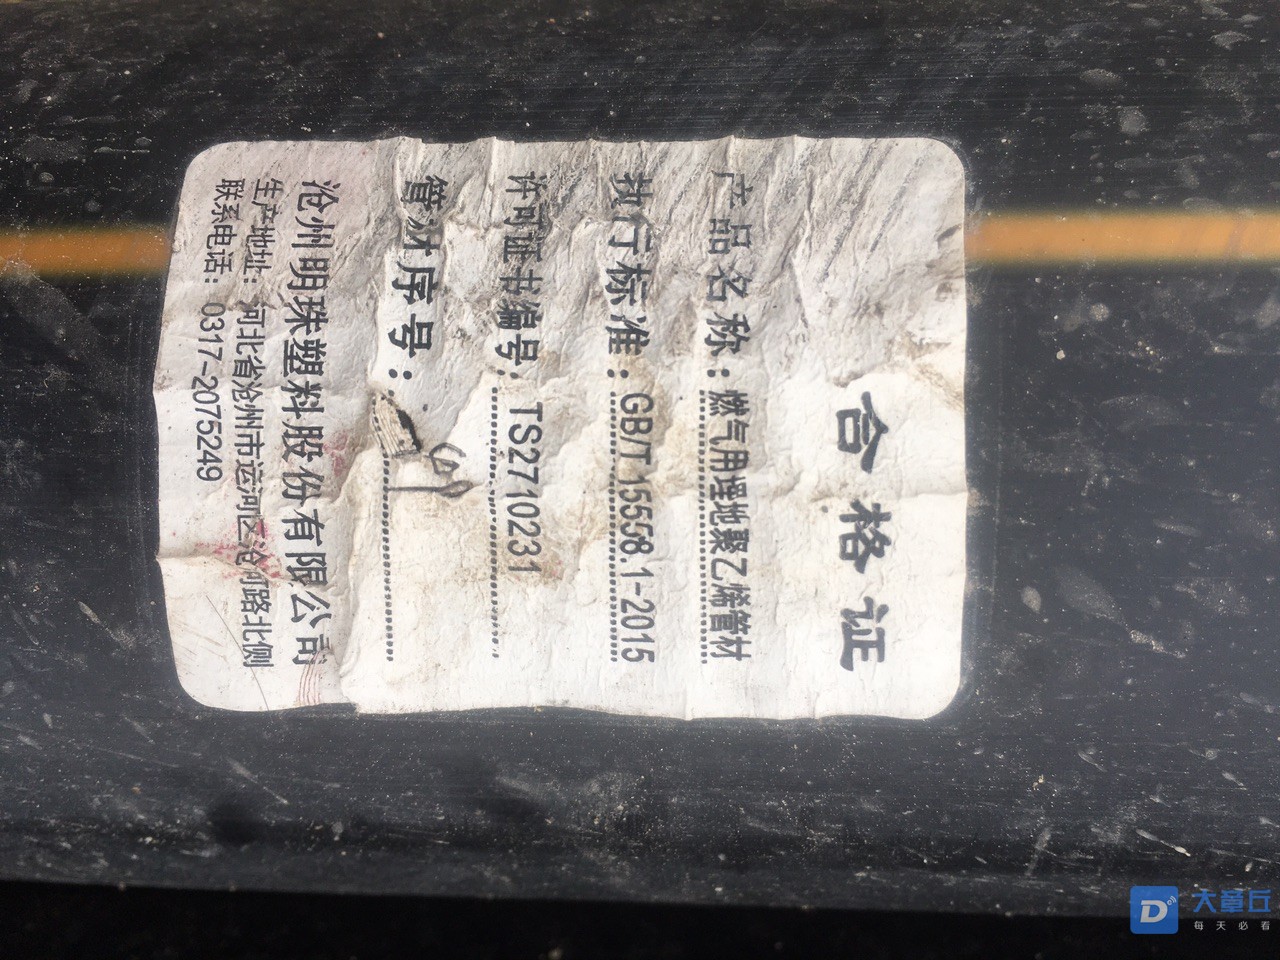 合格证
产品名称：燃气用埋地聚乙烯管材
执行标准：GB/T 15558.1-2015
许可证书编号：TS2710231
管材序号：
沧州明珠塑料股份有限公司
生产地址：河北省沧州市运河区沧河路北侧
联系电话：0317-2075249
大章丘
每天必看